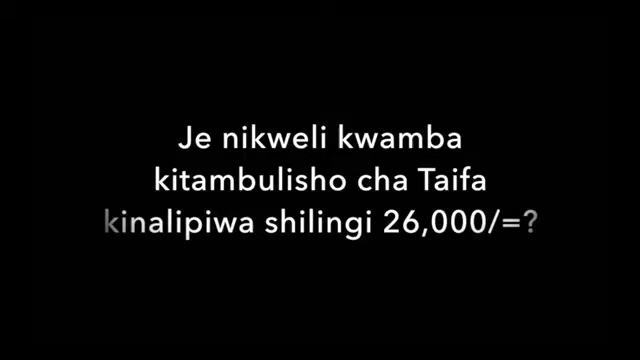 Je nikweli kwamba
kitambulisho cha Taifa
kinalipiwa shilingi 26,000/=?